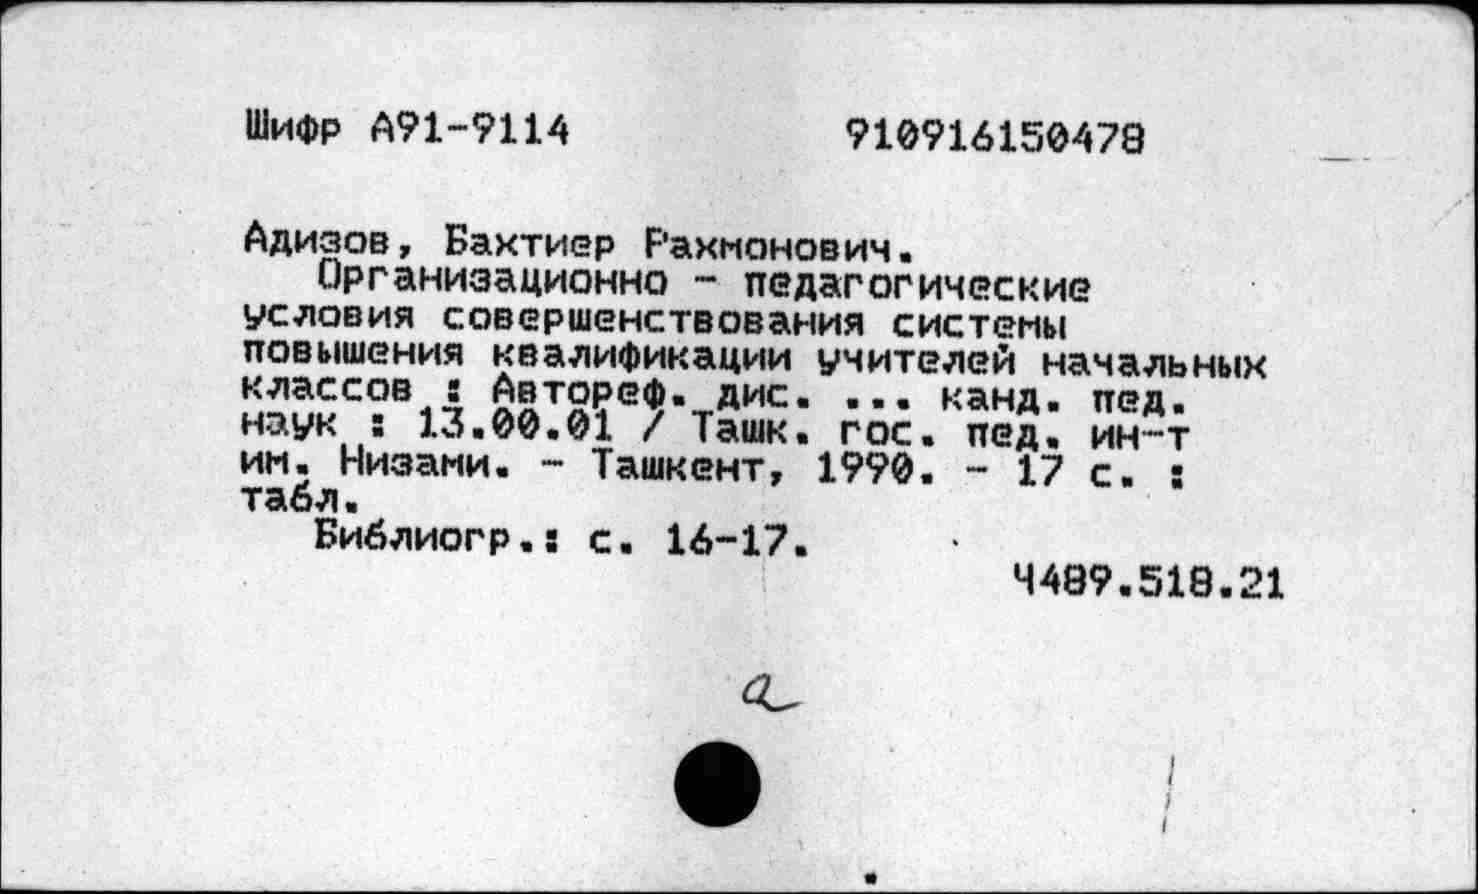 Шифр А91-9114 910916150478
Адизов, Бахтиер Рахмонович.
Организационно - педагогические
условия совершенствования системы
повышения квалификации учителей начальных
классов : Автореф. дис. ... канд. пед.
наук : 13.00.01 / Ташк. гос. пед. ин-т
им. Низами. - Ташкент, 1990. - 17 с. :
табл.
Библиогр.: с. 16-17.
Ч489.518.21
а